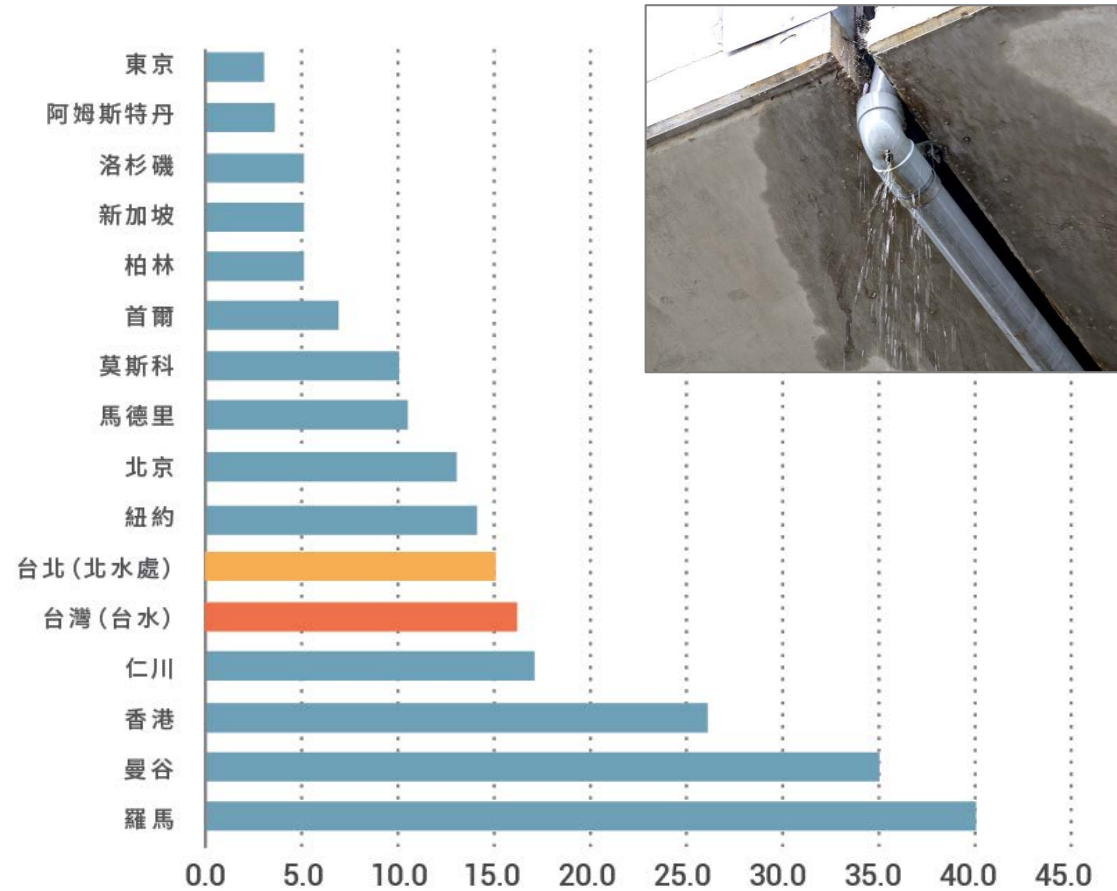 東京
阿姆斯特丹
洛杉磯
新加坡
柏林
首爾
莫斯科
馬德里
北京
紐約
台北(北水處)
台灣(台水)
仁川
香港
曼谷
羅馬
0.0 5.0 10.0 15.0 20.0 25.0 30.0 35.0 40.0 45.0